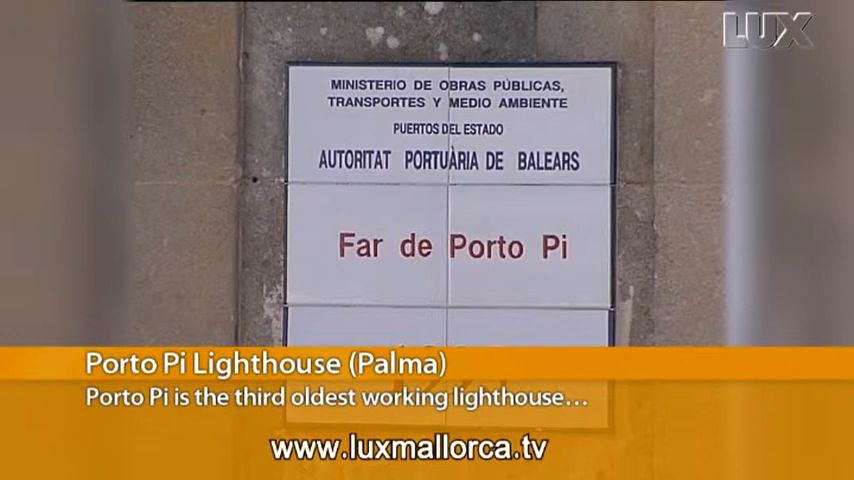 LUX
MINISTERIO DE OBRAS PÚBLICAS,
TRANSPORTES Y MEDIO AMBIENTE
PUERTOS DEL ESTADO
AUTORITAT PORTUÀRIA DE BALEARS
Far de Porto Pi
Porto Pi Lighthouse (Palma)
Porto Pi is the third oldest working lighthouse...
www.luxmallorca.tv